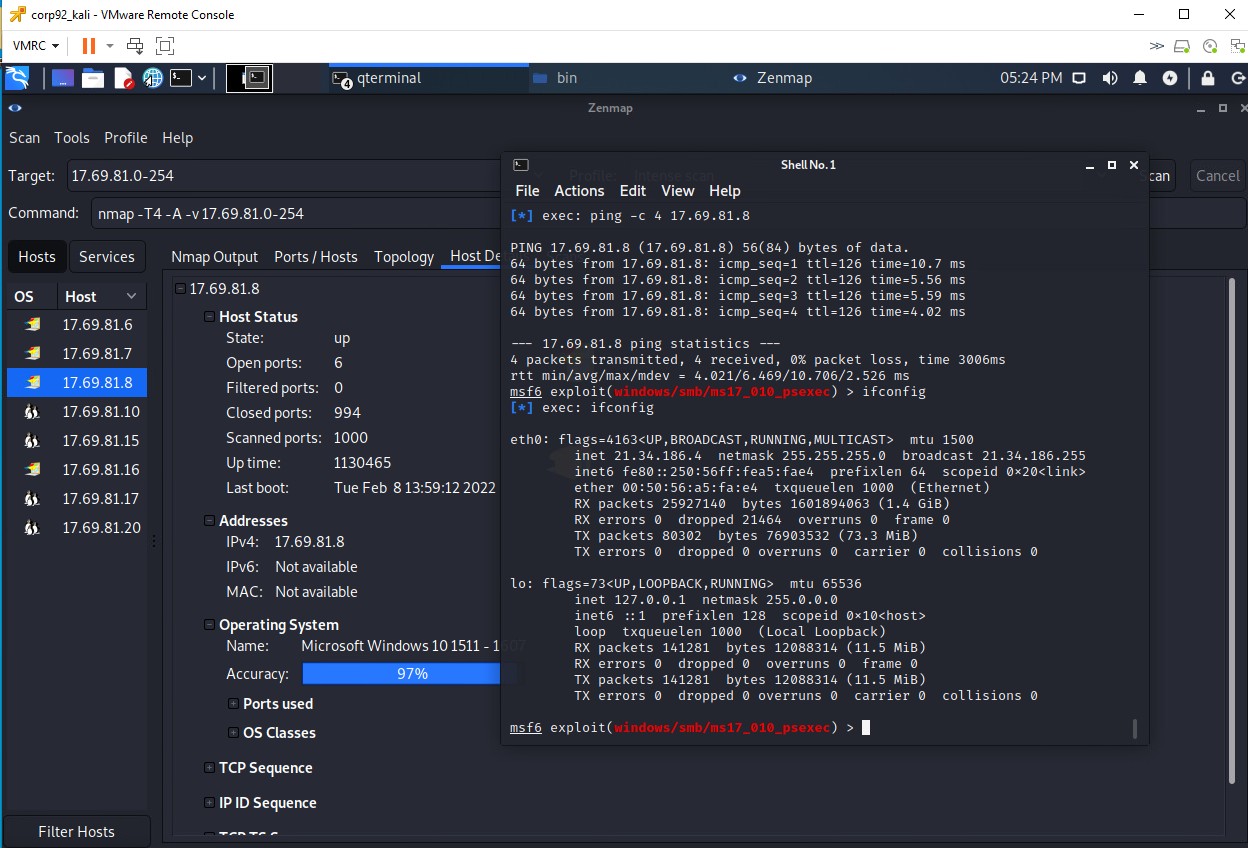 corp92_kali - VMware Remote Console
VMRC
qterminal
4
bin
Zenmap
05:24 PM
Zenmap
Scan Tools Profile Help
Target: 17.69.81.0-254
Profile: Intense scan
Scan
Cancel
Command: nmap -T4 -A -v 17.69.81.0-254
Hosts
Services
Nmap Output
Ports / Hosts
Topology
Host De
OS
Host
17.69.81.6
17.69.81.7
17.69.81.8
17.69.81.10
17.69.81.15
17.69.81.16
17.69.81.17
17.69.81.20
Filter Hosts
17.69.81.8
Host Status
State: up
Open ports: 6
Filtered ports: 0
Closed ports: 994
Scanned ports: 1000
Up time: 1130465
Last boot: Tue Feb 8 13:59:12 2022
Addresses
IPv4: 17.69.81.8
IPv6: Not available
MAC: Not available
Operating System
Name: Microsoft Windows 10 1511 - 1607
Accuracy: 97%
Ports used
OS Classes
TCP Sequence
IP ID Sequence
Shell No. 1
File Actions Edit View Help
[*] exec: ping -c 4 17.69.81.8
PING 17.69.81.8 (17.69.81.8) 56(84) bytes of data.
64 bytes from 17.69.81.8: icmp_seq=1 ttl=126 time=10.7 ms
64 bytes from 17.69.81.8: icmp_seq=2 ttl=126 time=5.56 ms
64 bytes from 17.69.81.8: icmp_seq=3 ttl=126 time=5.59 ms
64 bytes from 17.69.81.8: icmp_seq=4 ttl=126 time=4.02 ms
--- 17.69.81.8 ping statistics ---
4 packets transmitted, 4 received, 0% packet loss, time 3006ms
rtt min/avg/max/mdev = 4.021/6.469/10.706/2.526 ms
msf6 exploit(windows/smb/ms17_010_psexec) > ifconfig
[*] exec: ifconfig
eth0: flags=4163<UP,BROADCAST,RUNNING,MULTICAST> mtu 1500
inet 21.34.186.4 netmask 255.255.255.0 broadcast 21.34.186.255
inet6 fe80::250:56ff:fea5:fae4 prefixlen 64 scopeid 0×20<link>
ether 00:50:56:a5:fa:e4 txqueuelen 1000 (Ethernet)
RX packets 25927140 bytes 1601894063 (1.4 GiB)
RX errors 0 dropped 21464 overruns 0 frame 0
TX packets 80302 bytes 76903532 (73.3 MiB)
TX errors 0 dropped 0 overruns 0 carrier 0 collisions 0
lo: flags=73<UP,LOOPBACK,RUNNING> mtu 65536
inet 127.0.0.1 netmask 255.0.0.0
inet6 ::1 prefixlen 128 scopeid 0×10<host>
loop txqueuelen 1000 (Local Loopback)
RX packets 141281 bytes 12088314 (11.5 MiB)
RX errors 0 dropped 0 overruns 0 frame 0
TX packets 141281 bytes 12088314 (11.5 MiB)
TX errors 0 dropped 0 overruns 0 carrier 0 collisions 0
msf6 exploit(windows/smb/ms17_010_psexec) >